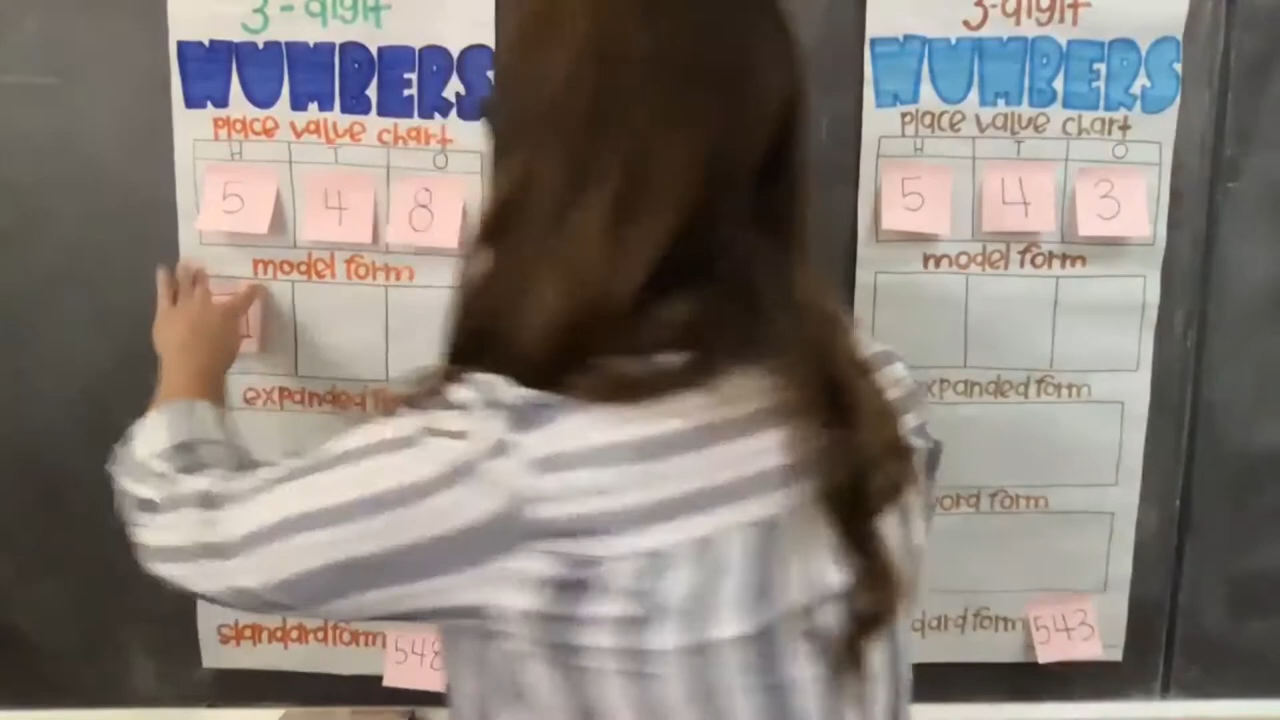 3-digit
NUMBERS
place value chart
H T O
5 4 8
model form
expanded
standard form
548
3-digit
NUMBERS
place value chart
H T O
5 4 3
model form
expanded form
word form
dard form
543